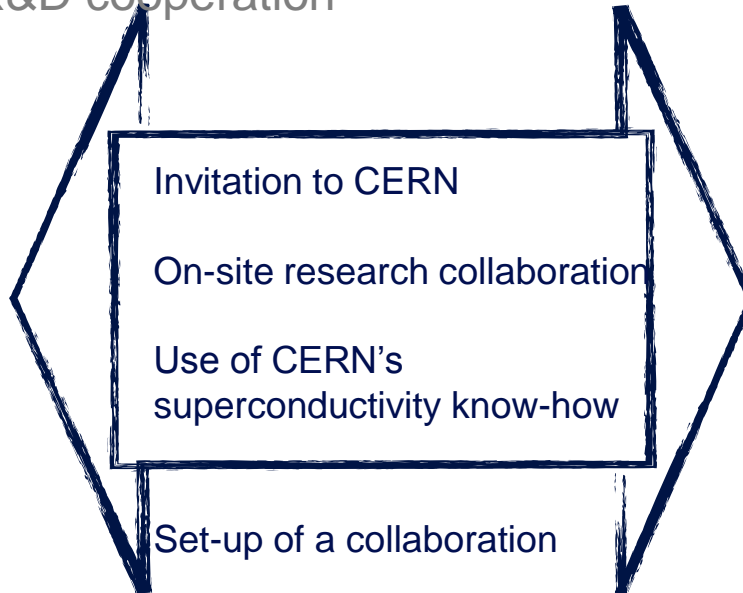 R&D cooperation
Invitation to CERN
On-site research collaboration
Use of CERN’s
superconductivity know-how
Set-up of a collaboration